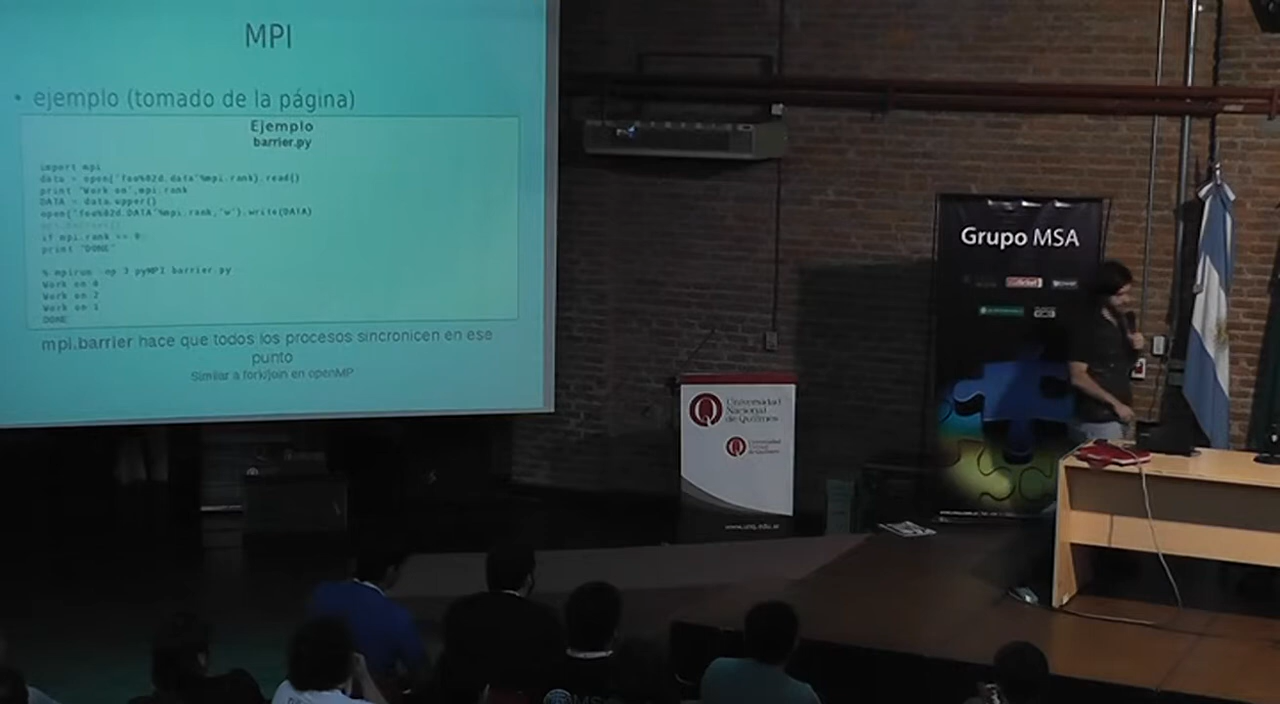 MPI
• ejemplo (tomado de la página)
Ejemplo
barrier.py
import mpi
data = open('foo%02d.data'%mpi.rank).read()
print "Work on",mpi.rank
DATA = data.upper()
open('foo%02d.DATA'%mpi.rank,'w').write(DATA)
if mpi.rank == 0:
print "DONE"
% mpirun -np 3 pyMPI barrier.py
Work on 0
Work on 2
Work on 1
DONE
mpi.barrier hace que todos los procesos sincronicen en ese
punto
Similar a fork/join en openMP
Grupo MSA
Universidad
Nacional
de Quilmes
Universidad
de Quilmes
www.unq.edu.ar